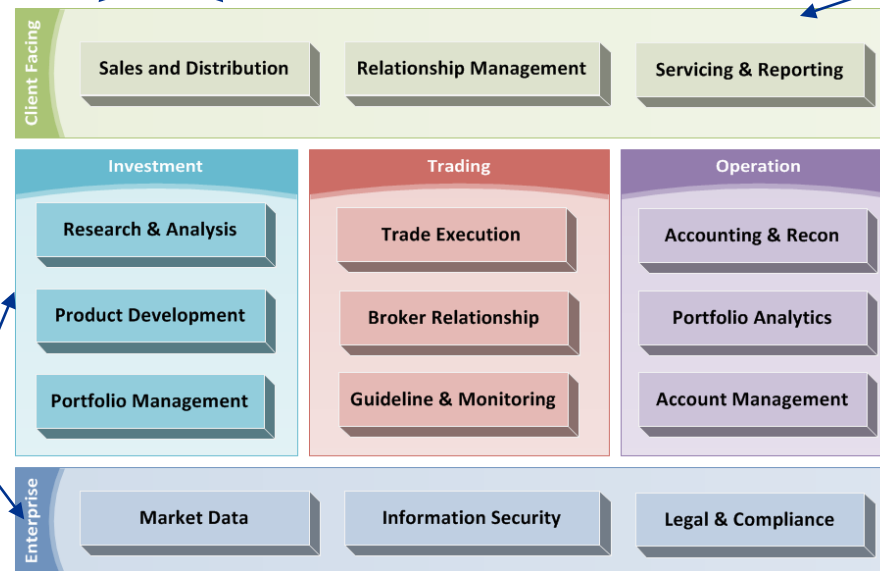 Client Facing
Sales and Distribution
Relationship Management
Servicing & Reporting
Investment
Research & Analysis
Product Development
Portfolio Management
Trading
Trade Execution
Broker Relationship
Guideline & Monitoring
Operation
Accounting & Recon
Portfolio Analytics
Account Management
Enterprise
Market Data
Information Security
Legal & Compliance